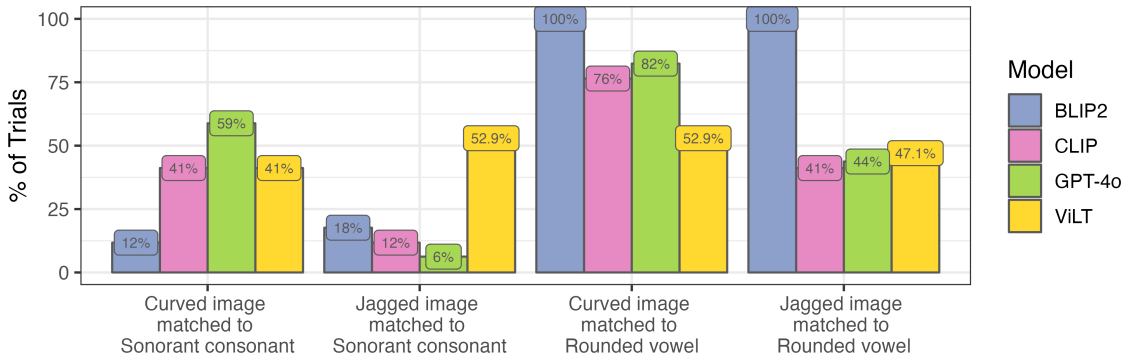 % of Trials
100
75
50
25
0
12%
41%
59%
41%
18%
12%
6%
52.9%
100%
76%
82%
52.9%
100%
41%
44%
47.1%
Curved image
matched to
Sonorant consonant
Jagged image
matched to
Sonorant consonant
Curved image
matched to
Rounded vowel
Jagged image
matched to
Rounded vowel
Model
BLIP2
CLIP
GPT-4o
ViLT